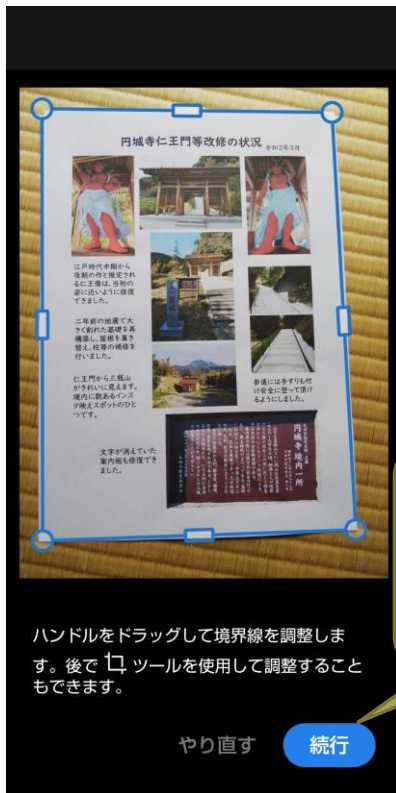 円城寺仁王門等改修の状況
令和2年3月
江戸時代中期から
後期の作と推定され
る仁王像は、当初の
姿に近いように修復
できました。
二年前の地震で大
きく割れた基礎を再
構築し、屋根を葺き
替え、柱等の補修を
行いました。
仁王門から三瓶山
がきれいに見えます。
境内に数あるインス
タ映えスポットのひと
つです。
参道には手すりも付
け安全に登って頂け
るようにしました。
文字が消えていた
案内板も修復でき
ました。
円城寺境内一所
ハンドルをドラッグして境界線を調整しま
す。後で ツールを使用して調整すること
もできます。
やり直す 続行